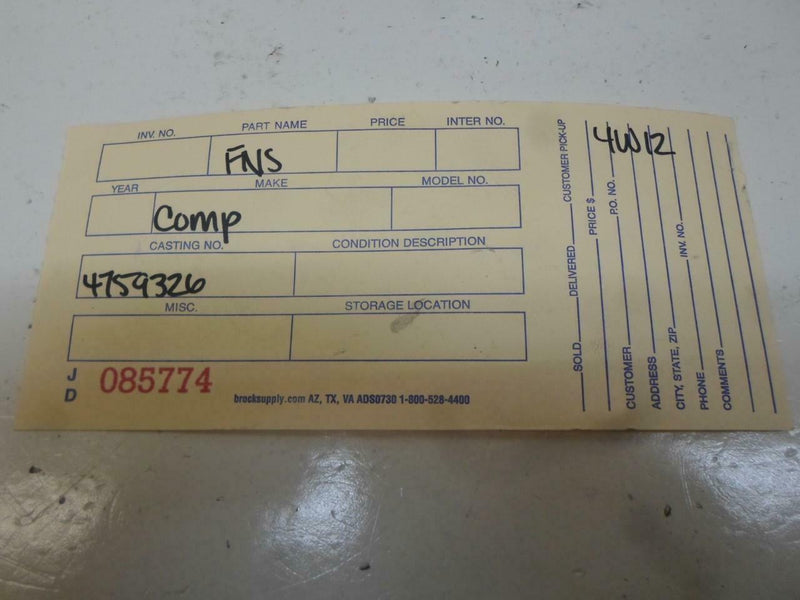 INV. NO. PART NAME PRICE INTER NO.
FNS
YEAR MAKE MODEL NO.
Comp
CASTING NO. CONDITION DESCRIPTION
4759326
MISC. STORAGE LOCATION
J D 085774
brocksupply.com AZ, TX, VA ADS0730 1-800-528-4400
SOLD DELIVERED CUSTOMER PICK-UP
PRICE $
4W12
P.O. NO.
CUSTOMER
ADDRESS
CITY, STATE, ZIP INV. NO.
PHONE
COMMENTS